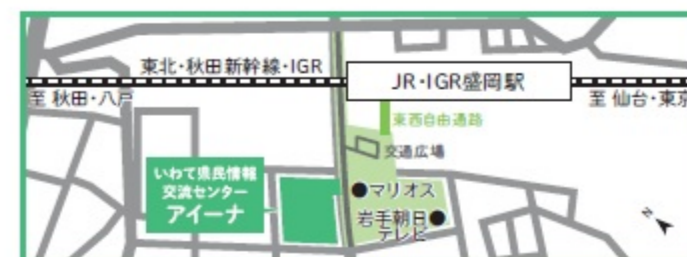 東北・秋田新幹線・IGR
JR・IGR盛岡駅
至 秋田・八戸
至 仙台・東京
東西自由通路
交通広場
いわて県民情報
交流センター
アイーナ
●マリオス
岩手朝日●
テレビ
N